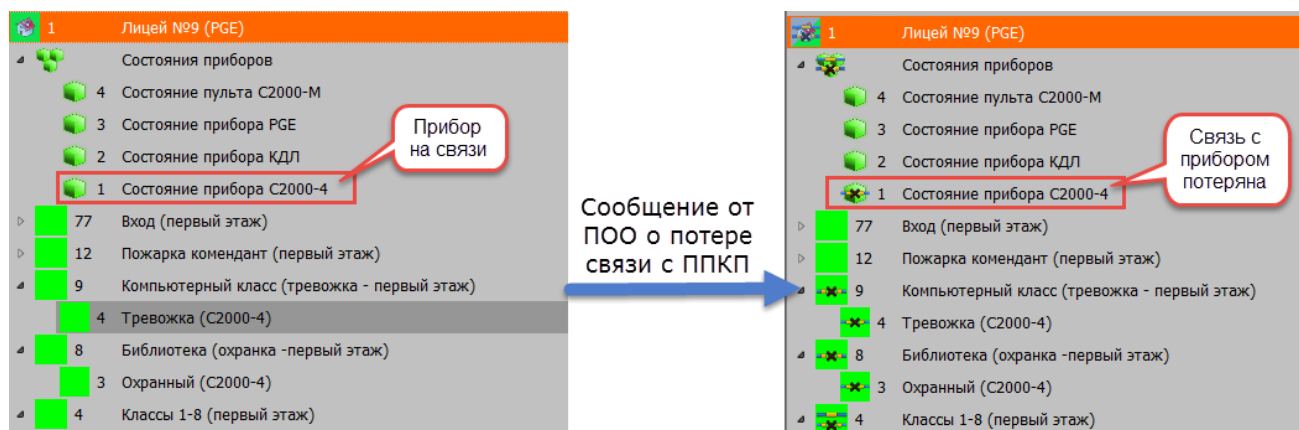 1 Лицей №9 (PGE)
Состояния приборов
4 Состояние пульта С2000-М
3 Состояние прибора PGE
2 Состояние прибора КДЛ
1 Состояние прибора С2000-4
77 Вход (первый этаж)
12 Пожарка комендант (первый этаж)
9 Компьютерный класс (тревожка - первый этаж)
4 Тревожка (С2000-4)
8 Библиотека (охранка -первый этаж)
3 Охранный (С2000-4)
4 Классы 1-8 (первый этаж)
Прибор
на связи
Сообщение от
ПОО о потере
связи с ППКП
1 Лицей №9 (PGE)
Состояния приборов
4 Состояние пульта С2000-М
3 Состояние прибора PGE
2 Состояние прибора КДЛ
1 Состояние прибора С2000-4
77 Вход (первый этаж)
12 Пожарка комендант (первый этаж)
9 Компьютерный класс (тревожка - первый этаж)
4 Тревожка (С2000-4)
8 Библиотека (охранка -первый этаж)
3 Охранный (С2000-4)
4 Классы 1-8 (первый этаж)
Связь с
прибором
потеряна